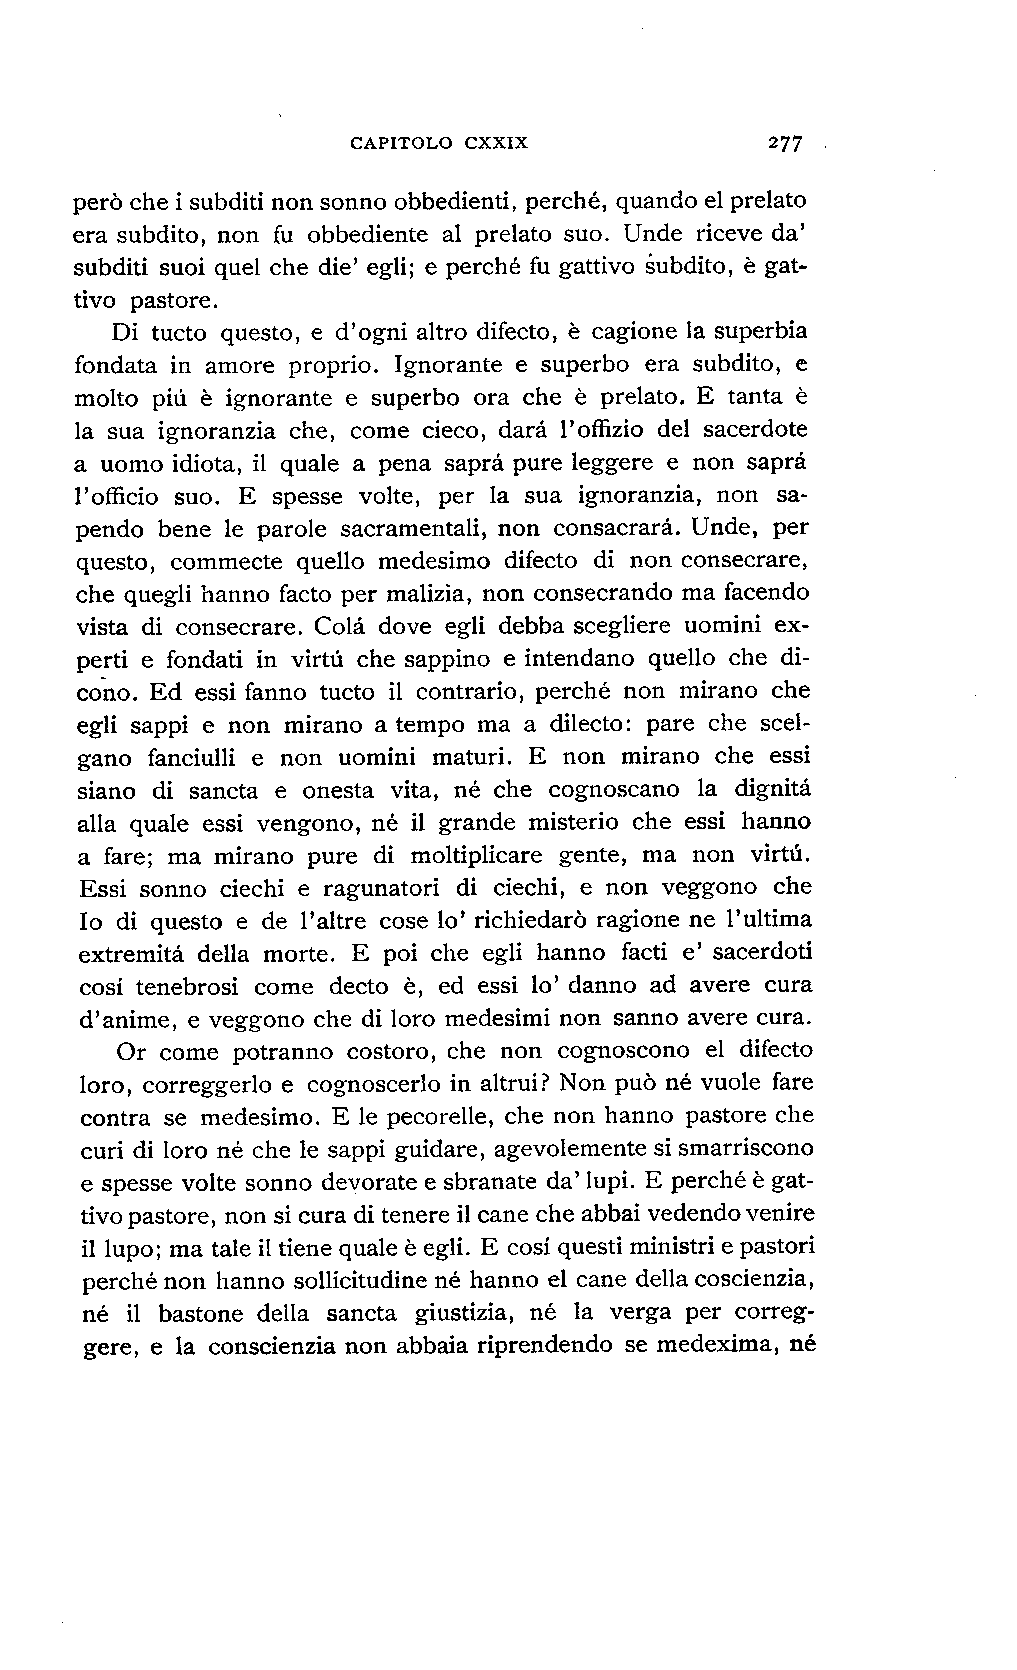 CAPITOLO CXXIX 277
però che i subditi non sonno obbedienti, perché, quando el prelato
era subdito, non fu obbediente al prelato suo. Unde riceve da'
subditi suoi quel che die' egli; e perché fu gattivo subdito, è gat-
tivo pastore.
Di tucto questo, e d'ogni altro difecto, è cagione la superbia
fondata in amore proprio. Ignorante e superbo era subdito, e
molto piú è ignorante e superbo ora che è prelato. E tanta è
la sua ignoranzia che, come cieco, dará l'offizio del sacerdote
a uomo idiota, il quale a pena saprá pure leggere e non saprá
l'officio suo. E spesse volte, per la sua ignoranzia, non sa-
pendo bene le parole sacramentali, non consacrará. Unde, per
questo, commecte quello medesimo difecto di non consecrare,
che quegli hanno facto per malizia, non consecrando ma facendo
vista di consecrare. Colá dove egli debba scegliere uomini ex-
perti e fondati in virtú che sappino e intendano quello che di-
cono. Ed essi fanno tucto il contrario, perché non mirano che
egli sappi e non mirano a tempo ma a dilecto: pare che scel-
gano fanciulli e non uomini maturi. E non mirano che essi
siano di sancta e onesta vita, né che cognoscano la dignitá
alla quale essi vengono, né il grande misterio che essi hanno
a fare; ma mirano pure di moltiplicare gente, ma non virtú.
Essi sonno ciechi e ragunatori di ciechi, e non veggono che
Io di questo e de l'altre cose lo' richiedarò ragione ne l'ultima
extremitá della morte. E poi che egli hanno facti e' sacerdoti
cosí tenebrosi come decto è, ed essi lo' danno ad avere cura
d'anime, e veggono che di loro medesimi non sanno avere cura.
Or come potranno costoro, che non cognoscono el difecto
loro, correggerlo e cognoscerlo in altrui? Non può né vuole fare
contra se medesimo. E le pecorelle, che non hanno pastore che
curi di loro né che le sappi guidare, agevolemente si smarriscono
e spesse volte sonno devorate e sbranate da' lupi. E perché è gat-
tivo pastore, non si cura di tenere il cane che abbai vedendo venire
il lupo; ma tale il tiene quale è egli. E cosí questi ministri e pastori
perché non hanno sollicitudine né hanno el cane della coscienzia,
né il bastone della sancta giustizia, né la verga per correg-
gere, e la conscienzia non abbaia riprendendo se medexima, né